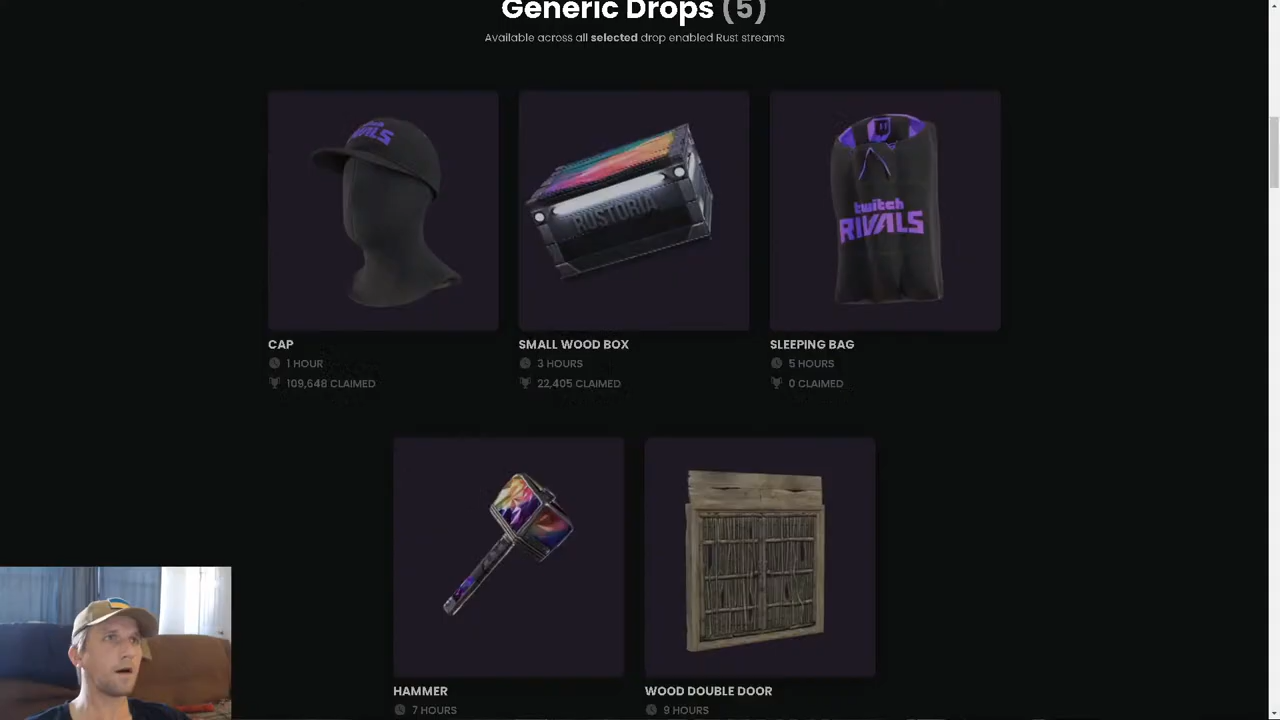 Generic Drops (5)
Available across all selected drop enabled Rust streams
RIVALS
RUSTORIA
twitch
RIVALS
CAP
1 HOUR
109,648 CLAIMED
SMALL WOOD BOX
3 HOURS
22,405 CLAIMED
SLEEPING BAG
5 HOURS
0 CLAIMED
HAMMER
7 HOURS
WOOD DOUBLE DOOR
9 HOURS